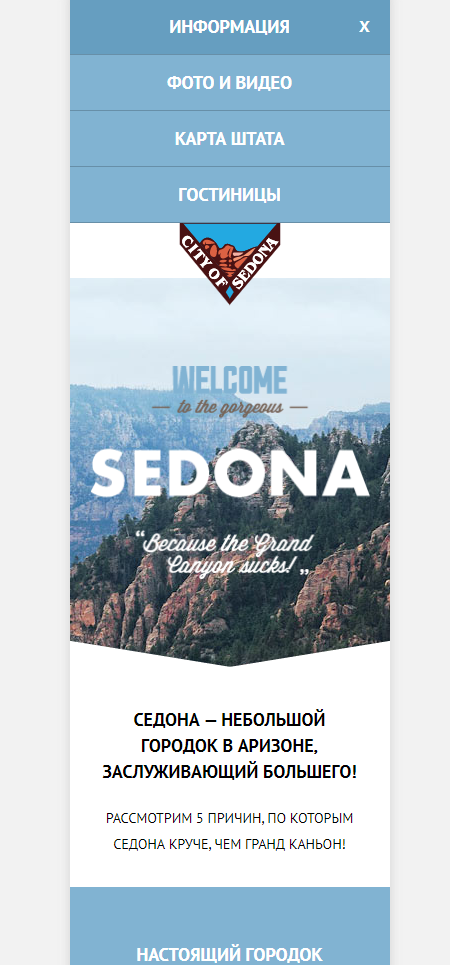 ИНФОРМАЦИЯ X
ФОТО И ВИДЕО
КАРТА ШТАТА
ГОСТИНИЦЫ
CITY OF SEDONA
WELCOME
— to the gorgeous —
SEDONA
“Because the Grand
Canyon sucks!„
СЕДОНА — НЕБОЛЬШОЙ
ГОРОДОК В АРИЗОНЕ,
ЗАСЛУЖИВАЮЩИЙ БОЛЬШЕГО!
РАССМОТРИМ 5 ПРИЧИН, ПО КОТОРЫМ
СЕДОНА КРУЧЕ, ЧЕМ ГРАНД КАНЬОН!
НАСТОЯЩИЙ ГОРОДОК